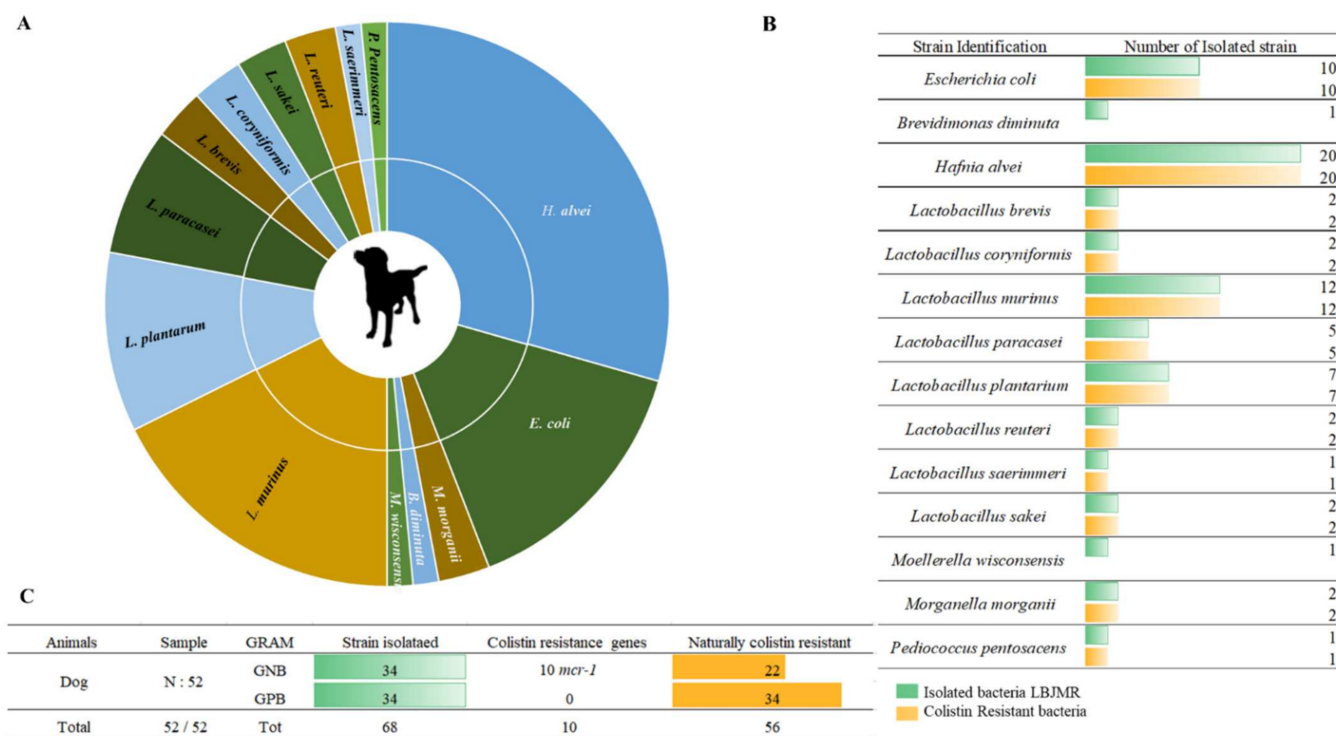 A
H. alvei
E. coli
M. morganii
B. diminuta
M. wisconsensi
L. murinus
L. plantarum
L. paracasei
L. brevis
L. coryniformis
L. sakei
L. reuteri
L. saerimmeri
P. Pentosacens
B
Strain Identification Number of Isolated strain
Escherichia coli 10
10
Brevidimonas diminuta 1
Hafnia alvei 20
20
Lactobacillus brevis 2
2
Lactobacillus coryniformis 2
2
Lactobacillus murinus 12
12
Lactobacillus paracasei 5
5
Lactobacillus plantarium 7
7
Lactobacillus reuteri 2
2
Lactobacillus saerimmeri 1
1
Lactobacillus sakei 2
2
Moellerella wisconsensis 1
Morganella morganii 2
2
Pediococcus pentosacens 1
1
Isolated bacteria LBJMR
Colistin Resistant bacteria
C
Animals Sample GRAM Strain isolataed Colistin resistance genes Naturally colistin resistant
Dog N : 52 GNB 34 10 mcr-1 22
GPB 34 0 34
Total 52 / 52 Tot 68 10 56